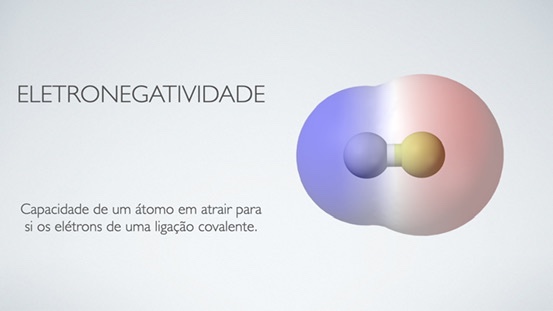 ELETRONEGATIVIDADE
Capacidade de um átomo em atrair para
si os elétrons de uma ligação covalente.